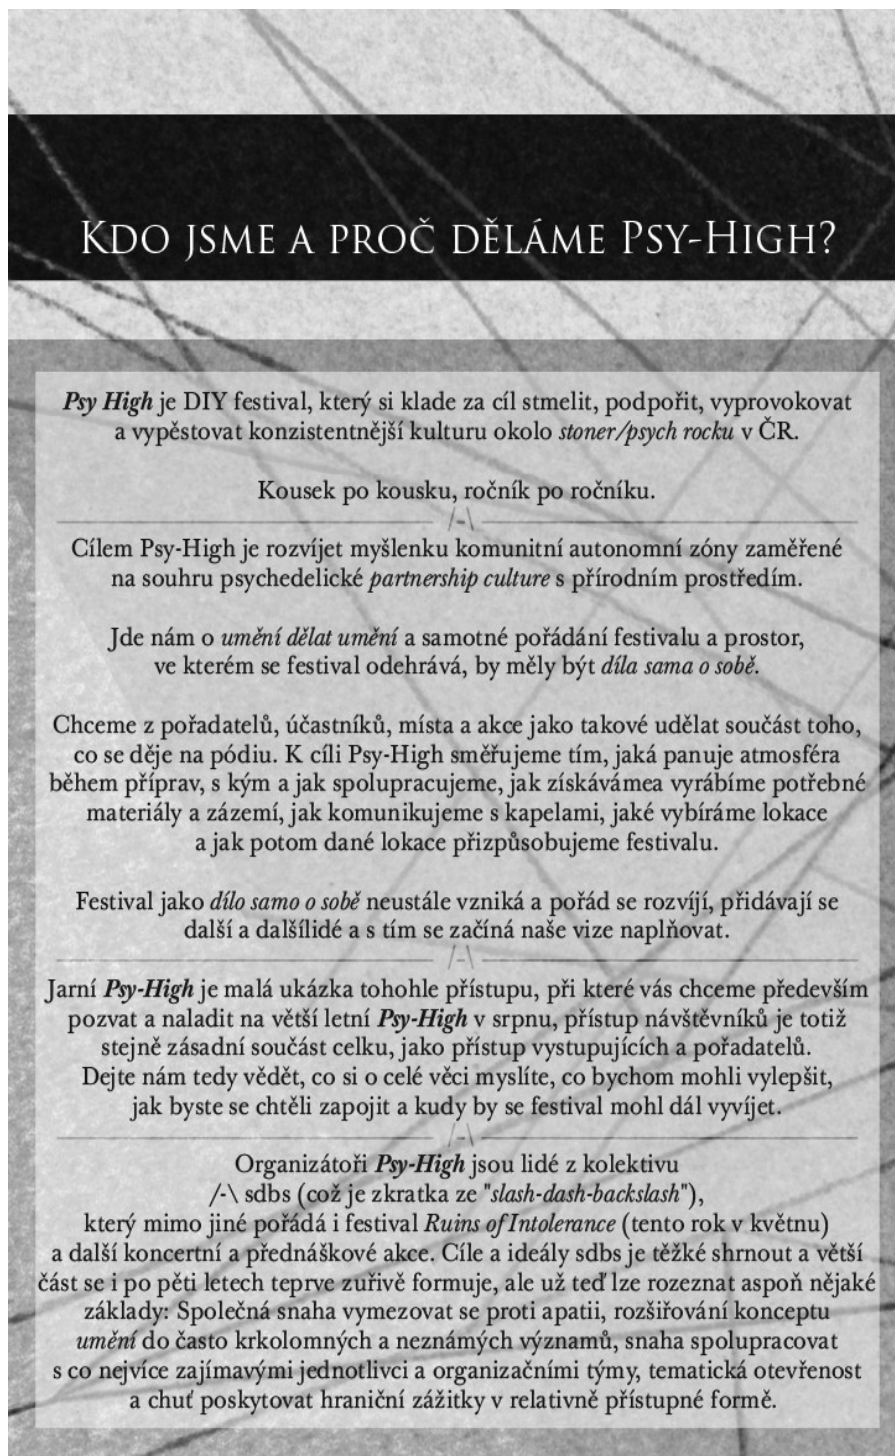 Kdo jsme a proč děláme Psy-High?
Psy High je DIY festival, který si klade za cíl stmelit, podpořit, vyprovokovat
a vypěstovat konzistentnější kulturu okolo stoner/psych rocku v ČR.
Kousek po kousku, ročník po ročníku.
/-\
Cílem Psy-High je rozvíjet myšlenku komunitní autonomní zóny zaměřené
na souhru psychedelické partnership culture s přírodním prostředím.
Jde nám o umění dělat umění a samotné pořádání festivalu a prostor,
ve kterém se festival odehrává, by měly být díla sama o sobě.
Chceme z pořadatelů, účastníků, místa a akce jako takové udělat součást toho,
co se děje na pódiu. K cíli Psy-High směřujeme tím, jaká panuje atmosféra
během příprav, s kým a jak spolupracujeme, jak získávámea vyrábíme potřebné
materiály a zázemí, jak komunikujeme s kapelami, jaké vybíráme lokace
a jak potom dané lokace přizpůsobujeme festivalu.
Festival jako dílo samo o sobě neustále vzniká a pořád se rozvíjí, přidávají se
další a dalšílidé a s tím se začíná naše vize naplňovat.
/-\
Jarní Psy-High je malá ukázka tohohle přístupu, při které vás chceme především
pozvat a naladit na větší letní Psy-High v srpnu, přístup návštěvníků je totiž
stejně zásadní součást celku, jako přístup vystupujících a pořadatelů.
Dejte nám tedy vědět, co si o celé věci myslíte, co bychom mohli vylepšit,
jak byste se chtěli zapojit a kudy by se festival mohl dál vyvíjet.
/-\
Organizátoři Psy-High jsou lidé z kolektivu
/-\ sdbs (což je zkratka ze "slash-dash-backslash"),
který mimo jiné pořádá i festival Ruins of Intolerance (tento rok v květnu)
a další koncertní a přednáškové akce. Cíle a ideály sdbs je těžké shrnout a větší
část se i po pěti letech teprve zuřivě formuje, ale už teď lze rozeznat aspoň nějaké
základy: Společná snaha vymezovat se proti apatii, rozšiřování konceptu
umění do často krkolomných a neznámých významů, snaha spolupracovat
s co nejvíce zajímavými jednotlivci a organizačními týmy, tematická otevřenost
a chuť poskytovat hraniční zážitky v relativně přístupné formě.